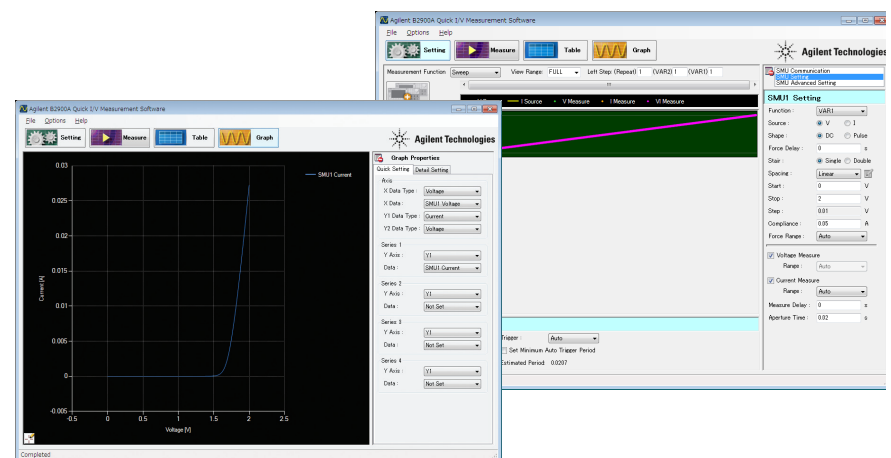 Agilent B2900A Quick I/V Measurement Software
File Options Help
Setting Measure Table Graph
Agilent Technologies
Measurement Function Sweep View Range FULL Left Step (Repeat) 1 (VAR2) 1 (VAR1) 1
I Source V Measure I Measure VI Measure
SMU Communication
SMU Setting
SMU Advanced Setting
SMU1 Setting
Function : VAR1
Source : V I
Shape : DC Pulse
Force Delay : 0 s
Stair : Single Double
Spacing : Linear
Start : 0 V
Stop : 2 V
Step : 0.01 V
Compliance : 0.05 A
Force Range : Auto
Voltage Measure
Range : Auto
Current Measure
Range : Auto
Measure Delay : 0 s
Aperture Time : 0.02 s
Trigger : Auto
Set Minimum Auto Trigger Period
Estimated Period 0.0207
Agilent B2900A Quick I/V Measurement Software
File Options Help
Setting Measure Table Graph
Agilent Technologies
0.03
0.025
0.02
0.015
0.01
0.005
0
-0.005
Current [A]
-0.5 0 0.5 1 1.5 2 2.5
Voltage [V]
SMU1 Current
Graph Properties
Quick Setting Detail Setting
Axis
X Data Type : Voltage
X Data : SMU1 Voltage
Y1 Data Type : Current
Y2 Data Type : Voltage
Series 1
Y Axis : Y1
Data : SMU1 Current
Series 2
Y Axis : Y1
Data : Not Set
Series 3
Y Axis : Y1
Data : Not Set
Series 4
Y Axis : Y1
Data : Not Set
Completed